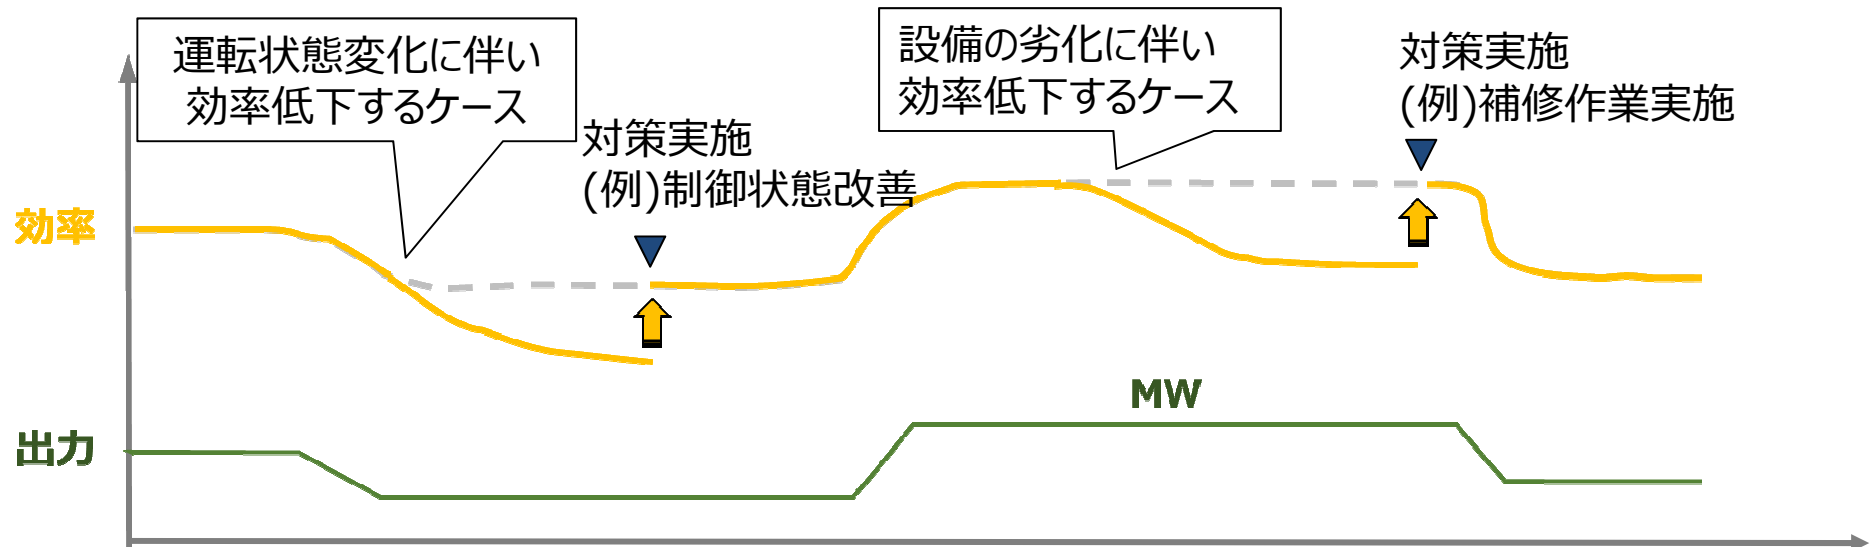 運転状態変化に伴い
効率低下するケース
対策実施
(例)制御状態改善
設備の劣化に伴い
効率低下するケース
対策実施
(例)補修作業実施
効率
MW
出力